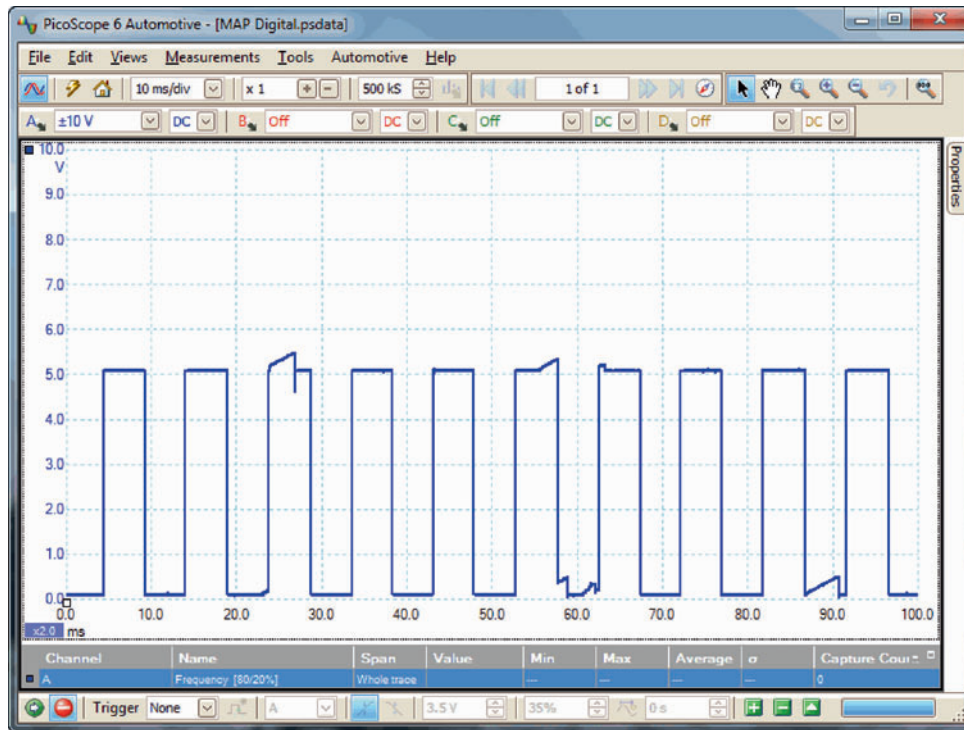 PicoScope 6 Automotive - [MAP Digital.psdata]
File Edit Views Measurements Tools Automotive Help
10 ms/div x 1 500 kS 1 of 1
A ±10 V DC B Off DC C Off DC D Off DC
Properties
10.0
V
9.0
8.0
7.0
6.0
5.0
4.0
3.0
2.0
1.0
0.0
0.0 10.0 20.0 30.0 40.0 50.0 60.0 70.0 80.0 90.0 100.0
x2.0 ms
Channel Name Span Value Min Max Average σ
A Frequency [80/20%] Whole trace --- --- --- --- 0
Trigger None A 3.5 V 35% 0 s